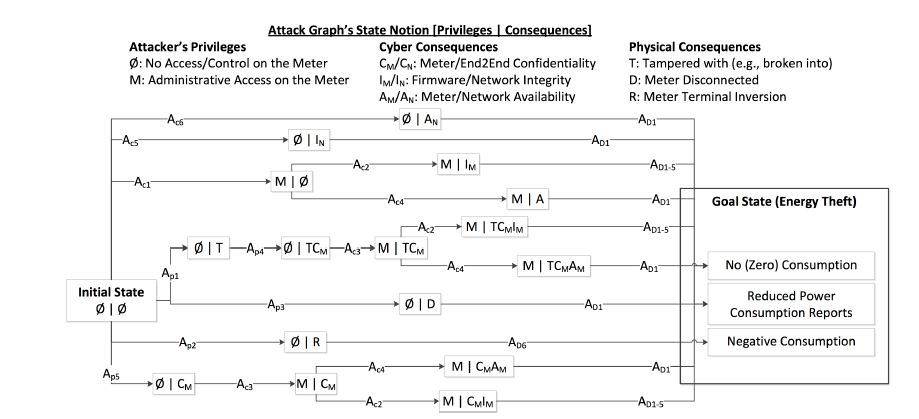 Attack Graph's State Notion [Privileges | Consequences]
Attacker's Privileges
Ø: No Access/Control on the Meter
M: Administrative Access on the Meter
Cyber Consequences
CM/CN: Meter/End2End Confidentiality
IM/IN: Firmware/Network Integrity
AM/AN: Meter/Network Availability
Physical Consequences
T: Tampered with (e.g., broken into)
D: Meter Disconnected
R: Meter Terminal Inversion
Ac6
Ø | AN
AD1
Ac5
Ø | IN
AD1
Ac2
M | IM
AD1-5
Ac1
M | Ø
Ac4
M | A
AD1
Goal State (Energy Theft)
Ac2
M | TCMIM
AD1-5
Ø | T
Ap4
Ø | TCM
Ac3
M | TCM
Ac4
M | TCMAM
AD1
No (Zero) Consumption
Ap1
Initial State
Ø | Ø
Ap3
Ø | D
AD1
Reduced Power
Consumption Reports
Ap2
Ø | R
AD6
Negative Consumption
Ap5
Ø | CM
Ac3
M | CM
Ac4
M | CMAM
AD1
Ac2
M | CMIM
AD1-5